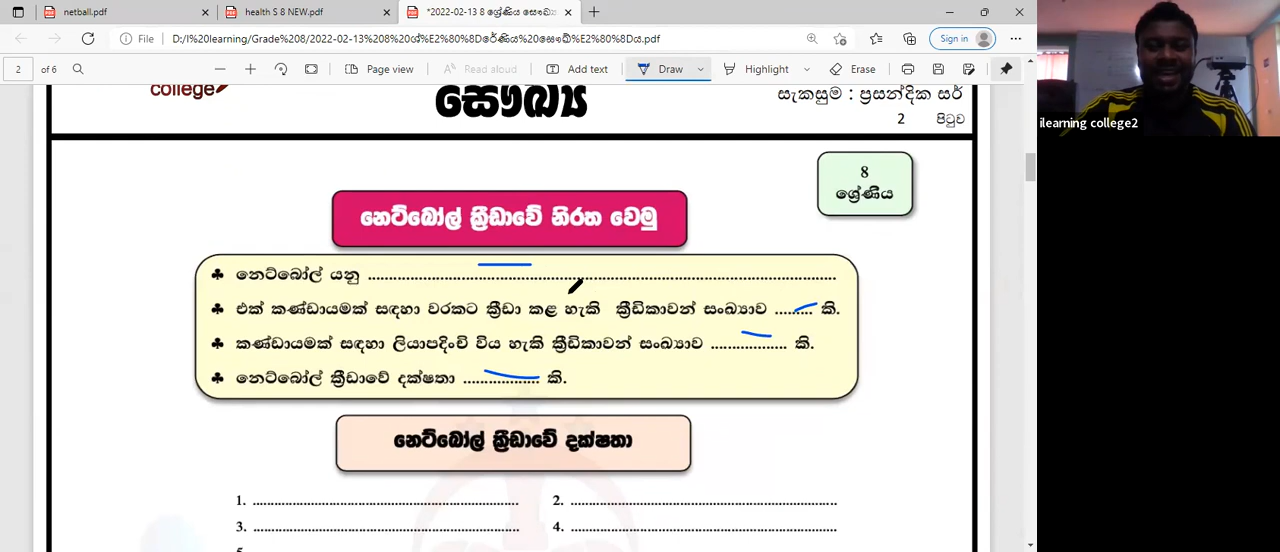 netball.pdf
health S 8 NEW.pdf
*2022-02-13 8 ශ්‍රේණිය සෞඛ්‍ය
File
D:/I%20learning/Grade%208/2022-02-13%208%20ශ්%E2%80%8Dරේණිය%20සෞඛ්%E2%80%8Dය.pdf
Sign in
2 of 6
Page view
Read aloud
Add text
Draw
Highlight
Erase
college
සෞඛ්‍ය
සැකසුම : ප්‍රසන්දික සර්
2 පිටුව
ilearning college2
8
ශ්‍රේණිය
නෙට්බෝල් ක්‍රීඩාවේ නිරත වෙමු
♣ නෙට්බෝල් යනු ....................................................................................................................
♣ එක් කණ්ඩායමක් සඳහා වරකට ක්‍රීඩා කළ හැකි ක්‍රීඩිකාවන් සංඛ්‍යාව ......... කි.
♣ කණ්ඩායමක් සඳහා ලියාපදිංචි විය හැකි ක්‍රීඩිකාවන් සංඛ්‍යාව ................... කි.
♣ නෙට්බෝල් ක්‍රීඩාවේ දක්ෂතා ................... කි.
නෙට්බෝල් ක්‍රීඩාවේ දක්ෂතා
1. .................................................................. 2. ..................................................................
3. .................................................................. 4. ..................................................................